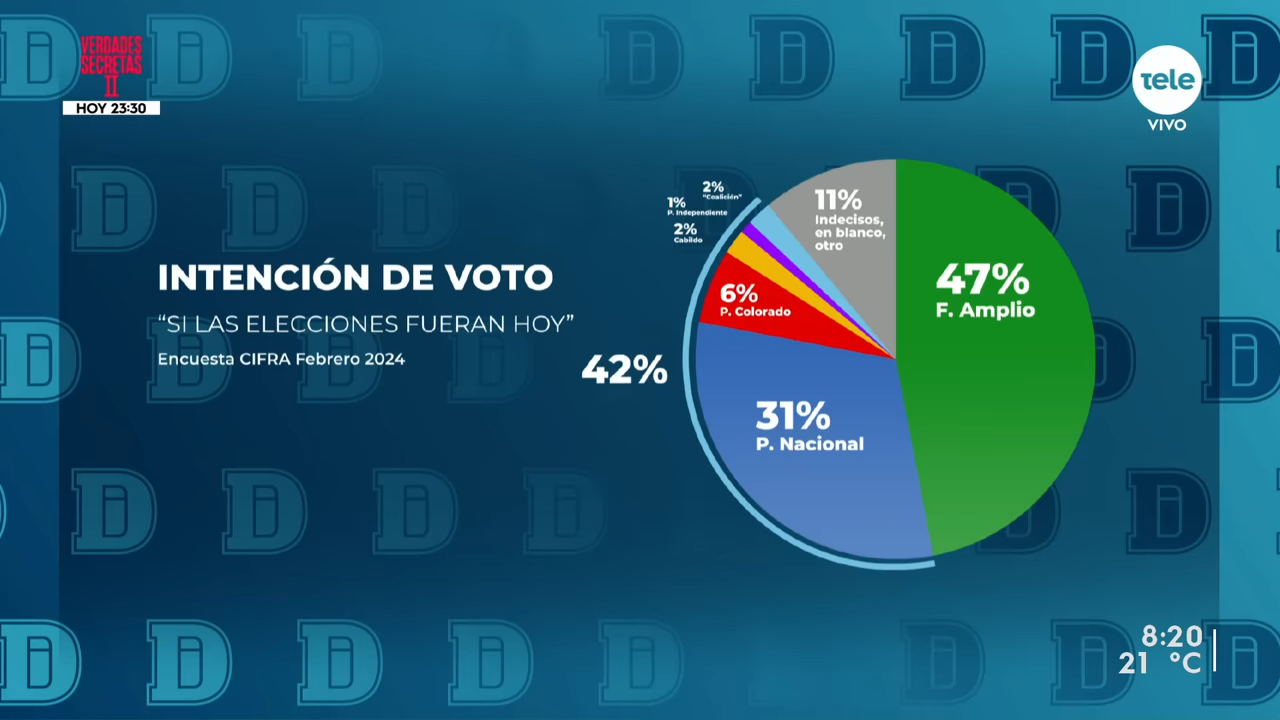 VERDADES
SECRETAS
II
HOY 23:30
tele
VIVO
INTENCIÓN DE VOTO
“SI LAS ELECCIONES FUERAN HOY”
Encuesta CIFRA Febrero 2024
42%
2%
"Coalición"
1%
P. Independiente
2%
Cabildo
6%
P. Colorado
31%
P. Nacional
11%
Indecisos,
en blanco,
otro
47%
F. Amplio
8:20
21 °C